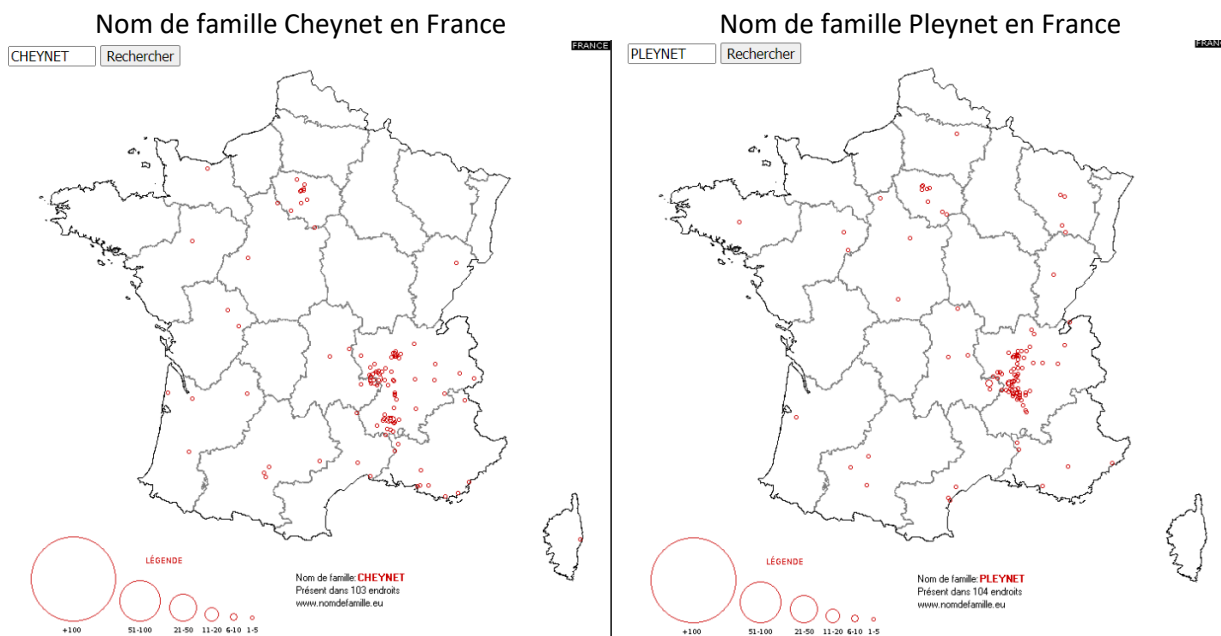 Nom de famille Cheynet en France
CHEYNET Rechercher
FRANCE
LÉGENDE
+100 51-100 21-50 11-20 6-10 1-5
Nom de famille: CHEYNET
Présent dans 103 endroits
www.nomdefamille.eu
Nom de famille Pleynet en France
PLEYNET Rechercher
FRAN
LÉGENDE
+100 51-100 21-50 11-20 6-10 1-5
Nom de famille: PLEYNET
Présent dans 104 endroits
www.nomdefamille.eu